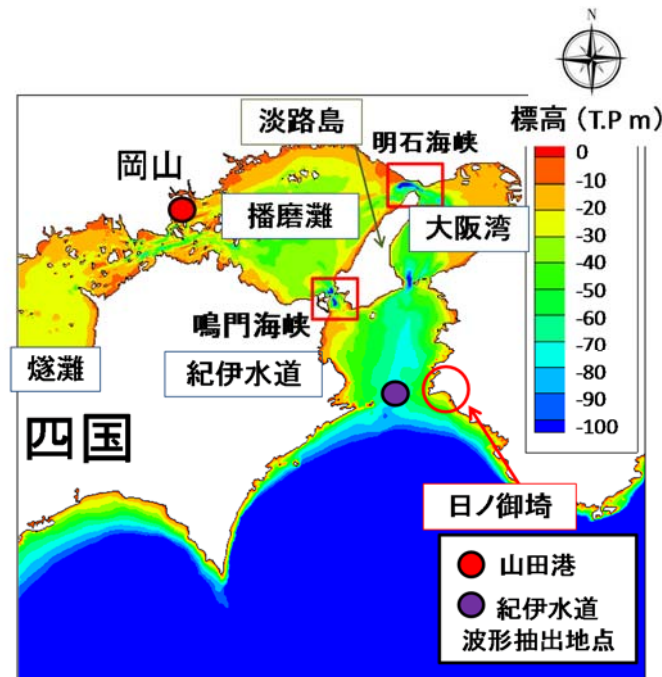 N
標高（T.P m）
0
-10
-20
-30
-40
-50
-60
-70
-80
-90
-100
淡路島
明石海峡
岡山
播磨灘
大阪湾
鳴門海峡
燧灘
紀伊水道
四国
日ノ御埼
山田港
紀伊水道
波形抽出地点